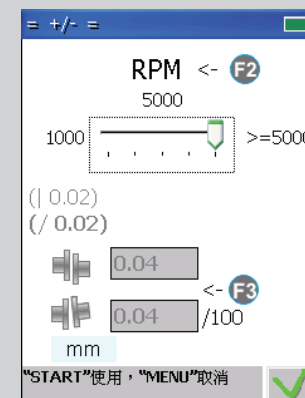 = +/- =
RPM <- F2
5000
1000 >=5000
(| 0.02)
(/ 0.02)
0.04
<- F3
0.04 /100
mm
"START"使用，"MENU"取消